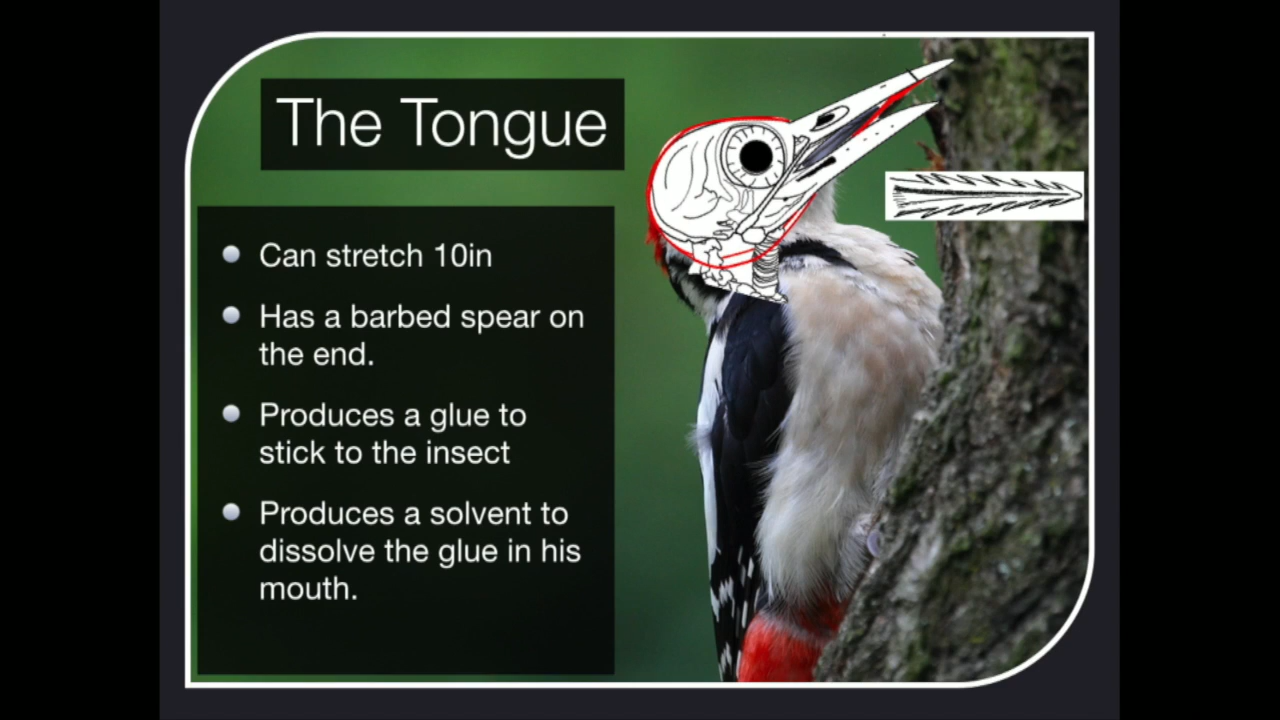 The Tongue
Can stretch 10in
Has a barbed spear on
the end.
Produces a glue to
stick to the insect
Produces a solvent to
dissolve the glue in his
mouth.